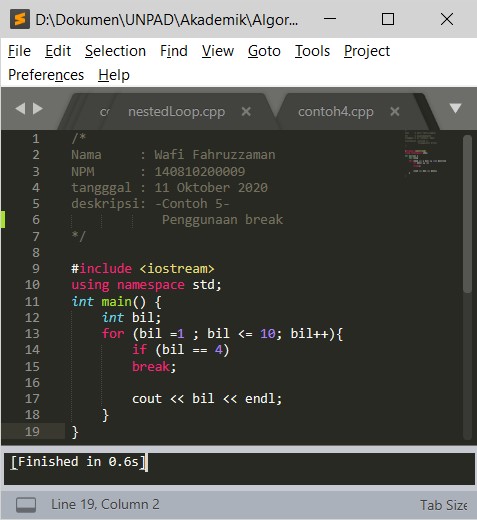 D:\Dokumen\UNPAD\Akademik\Algor...
File Edit Selection Find View Goto Tools Project
Preferences Help
nestedLoop.cpp × contoh4.cpp ×
1 /*
2 Nama : Wafi Fahruzzaman
3 NPM : 140810200009
4 tangggal : 11 Oktober 2020
5 deskripsi: -Contoh 5-
6 Penggunaan break
7 */
8
9 #include <iostream>
10 using namespace std;
11 int main() {
12 int bil;
13 for (bil =1 ; bil <= 10; bil++){
14 if (bil == 4)
15 break;
16
17 cout << bil << endl;
18 }
19 }
[Finished in 0.6s]
Line 19, Column 2 Tab Size